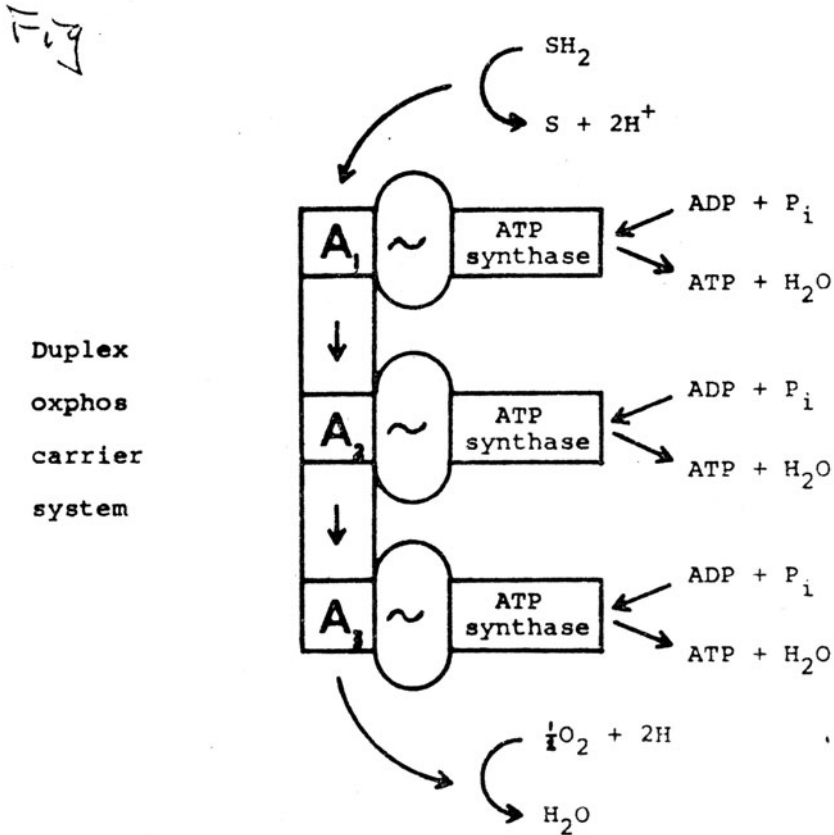 Fig
SH₂
S + 2H⁺
A₁ ~ ATP synthase
ADP + Pᵢ
ATP + H₂O
Duplex
oxphos
carrier
system
↓
A₂ ~ ATP synthase
ADP + Pᵢ
ATP + H₂O
↓
A₃ ~ ATP synthase
ADP + Pᵢ
ATP + H₂O
½O₂ + 2H
H₂O